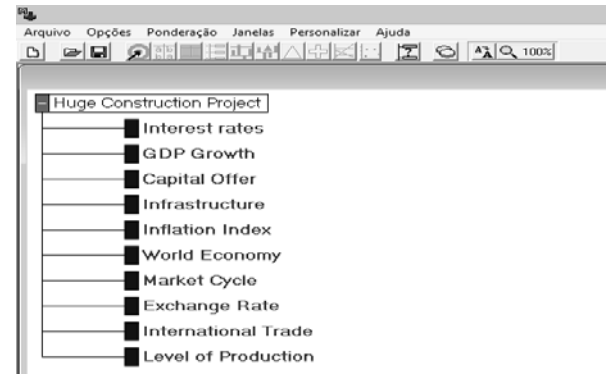 Arquivo Opções Ponderação Janelas Personalizar Ajuda
100%
Huge Construction Project
Interest rates
GDP Growth
Capital Offer
Infrastructure
Inflation Index
World Economy
Market Cycle
Exchange Rate
International Trade
Level of Production